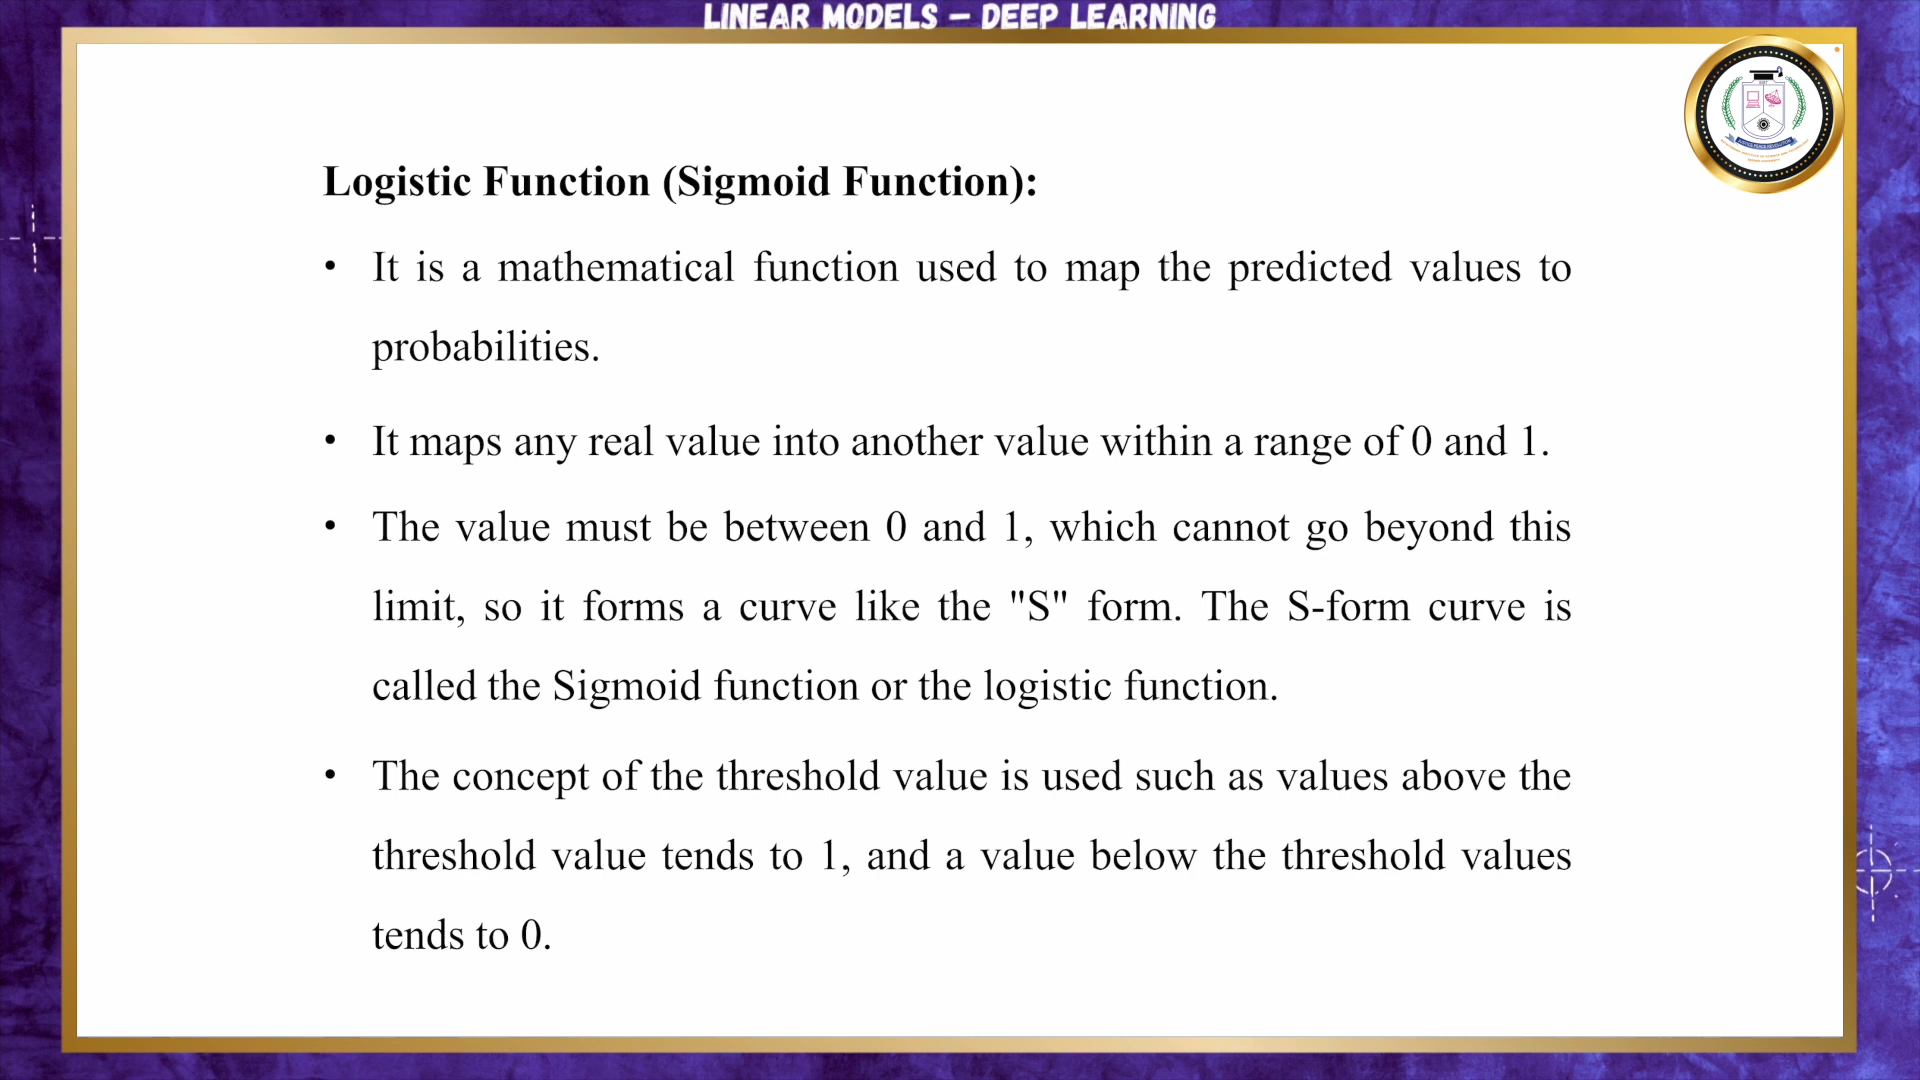 LINEAR MODELS – DEEP LEARNING
Logistic Function (Sigmoid Function):
• It is a mathematical function used to map the predicted values to
probabilities.
• It maps any real value into another value within a range of 0 and 1.
• The value must be between 0 and 1, which cannot go beyond this
limit, so it forms a curve like the "S" form. The S-form curve is
called the Sigmoid function or the logistic function.
• The concept of the threshold value is used such as values above the
threshold value tends to 1, and a value below the threshold values
tends to 0.